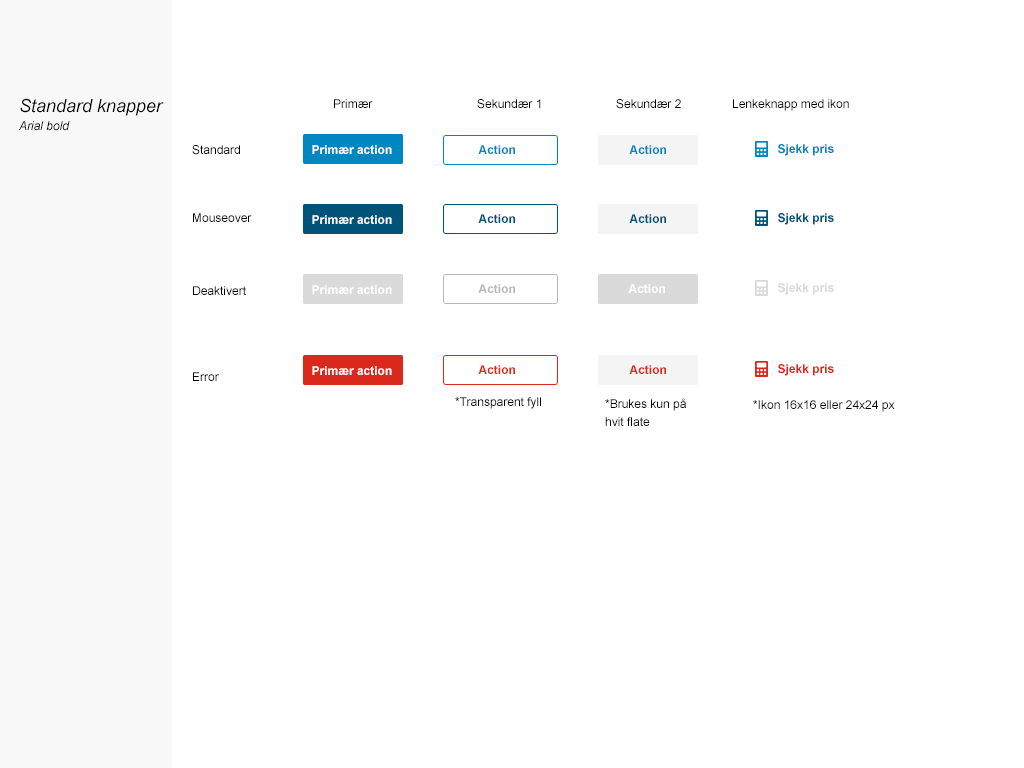 Standard knapper
Arial bold
Primær
Sekundær 1
Sekundær 2
Lenkeknapp med ikon
Standard
Primær action
Action
Action
Sjekk pris
Mouseover
Primær action
Action
Action
Sjekk pris
Deaktivert
Primær action
Action
Action
Sjekk pris
Error
Primær action
Action
Action
Sjekk pris
*Transparent fyll
*Brukes kun på
hvit flate
*Ikon 16x16 eller 24x24 px